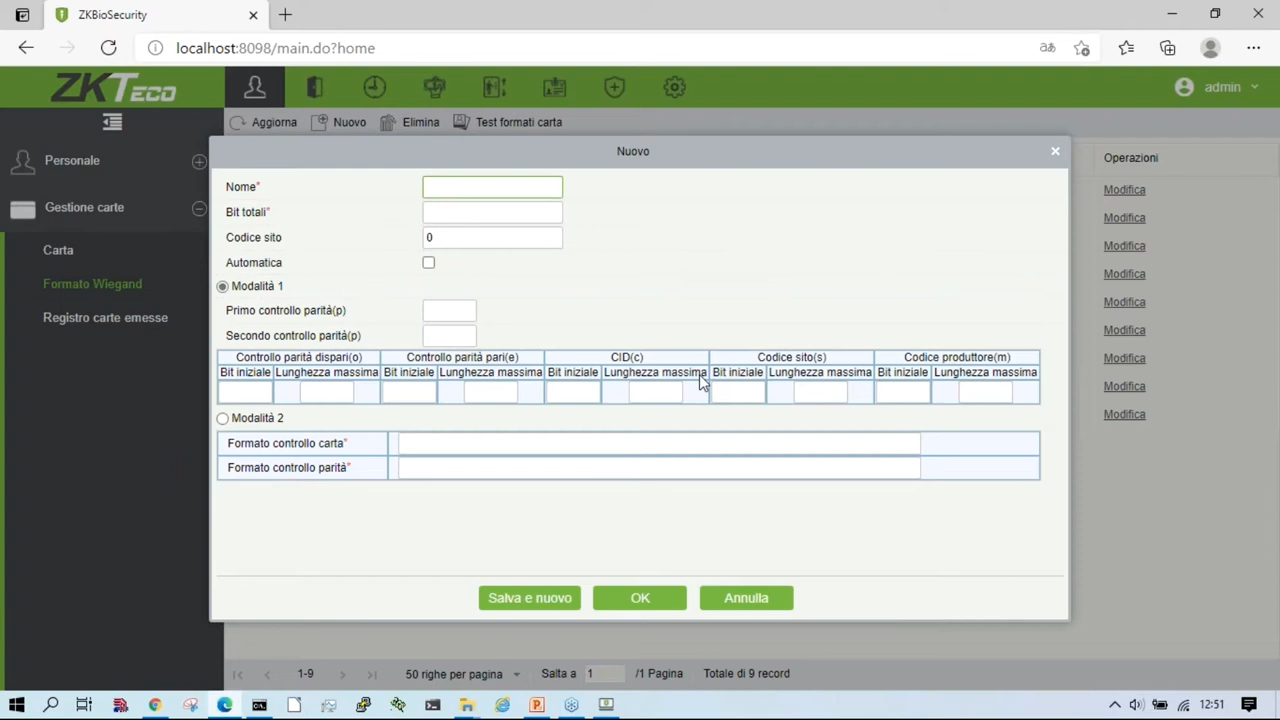 ZKBioSecurity
localhost:8098/main.do?home
ZKTeco
admin
Aggiorna Nuovo Elimina Test formati carta
Nuovo
Personale
Operazioni
Nome*
Modifica
Gestione carte
Bit totali*
Modifica
Codice sito 0
Modifica
Carta
Automatica
Modifica
Formato Wiegand
Modalità 1
Modifica
Registro carte emesse
Primo controllo parità(p)
Modifica
Secondo controllo parità(p)
Modifica
Controllo parità dispari(o) Controllo parità pari(e) CID(c) Codice sito(s) Codice produttore(m)
Bit iniziale Lunghezza massima Bit iniziale Lunghezza massima Bit iniziale Lunghezza massima Bit iniziale Lunghezza massima Bit iniziale Lunghezza massima
Modifica
Modalità 2
Modifica
Formato controllo carta*
Formato controllo parità*
Salva e nuovo OK Annulla
1-9 50 righe per pagina Salta a 1 /1 Pagina Totale di 9 record
12:51